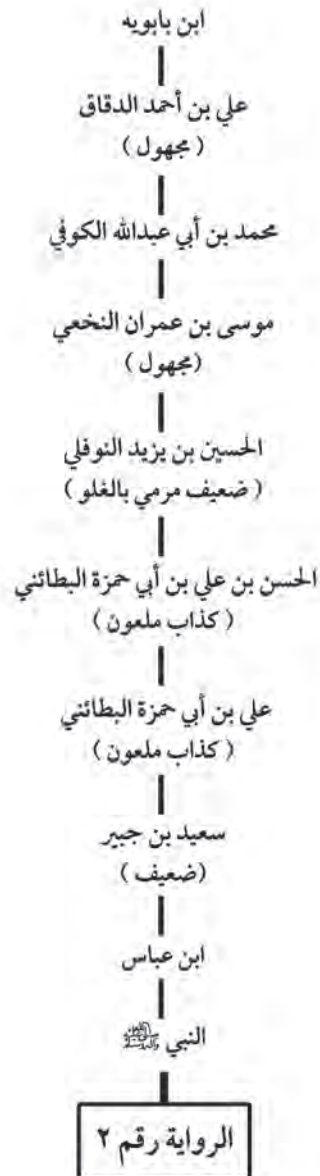 ابن بابويه
علي بن أحمد الدقاق
( مجهول )
محمد بن أبي عبدالله الكوفي
موسى بن عمران النخعي
(مجهول )
الحسين بن يزيد النوفلي
( ضعيف مرمي بالغلو )
الحسن بن علي بن أبي حمزة البطائني
( كذاب ملعون )
علي بن أبي حمزة البطائني
( كذاب ملعون )
سعيد بن جبير
(ضعيف )
ابن عباس
النبي ﷺ
الرواية رقم ٢